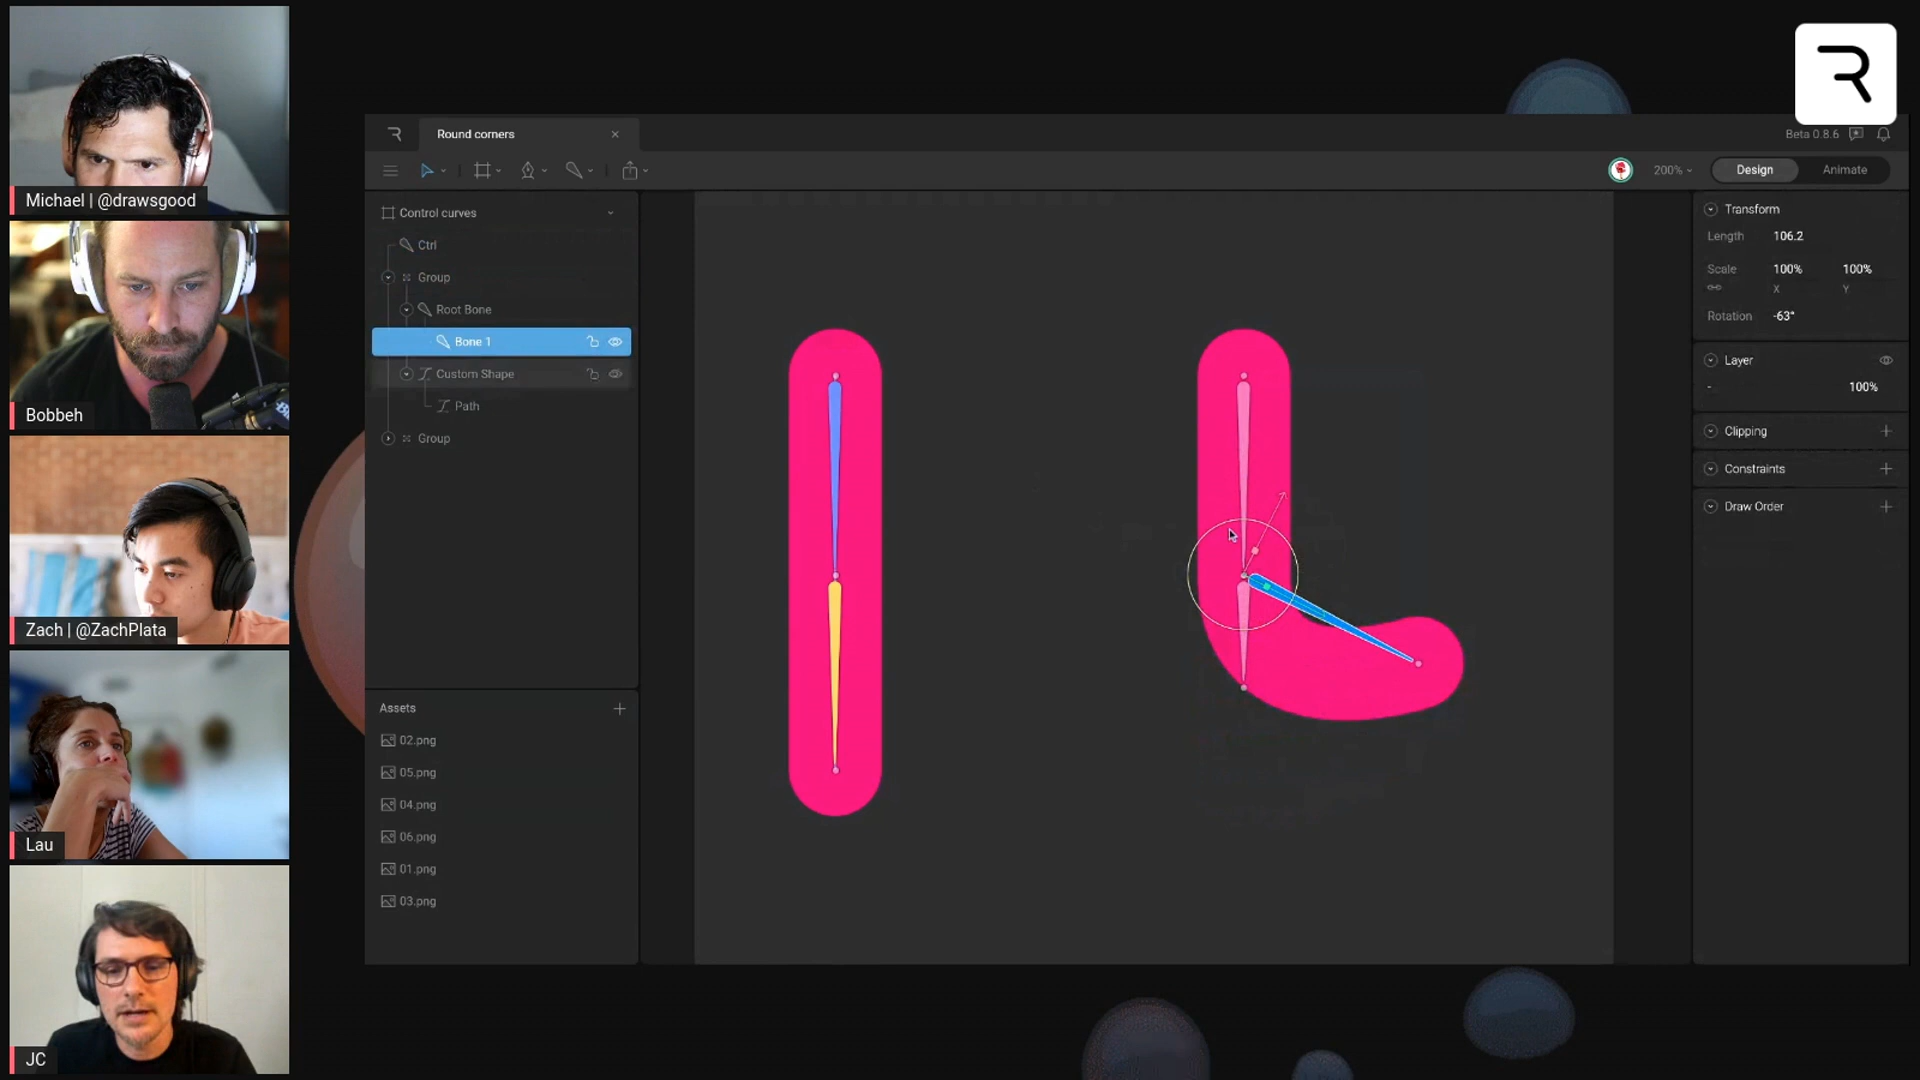 Michael | @drawsgood
Bobbeh
Zach | @ZachPlata
Lau
JC
Round corners
Beta 0.8.6
200%
Design
Animate
Control curves
Ctrl
Group
Root Bone
Bone 1
Custom Shape
Path
Group
Assets
02.png
05.png
04.png
06.png
01.png
03.png
Transform
Length 106.2
Scale 100% 100%
X Y
Rotation -63°
Layer
- 100%
Clipping
Constraints
Draw Order